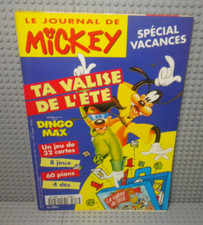 LE JOURNAL DE
MICKEY
SPÉCIAL
VACANCES
TA VALISE
DE L'ÉTÉ
DINGO
MAX
Un jeu de
32 cartes
8 jeux
60 pions
4 dés